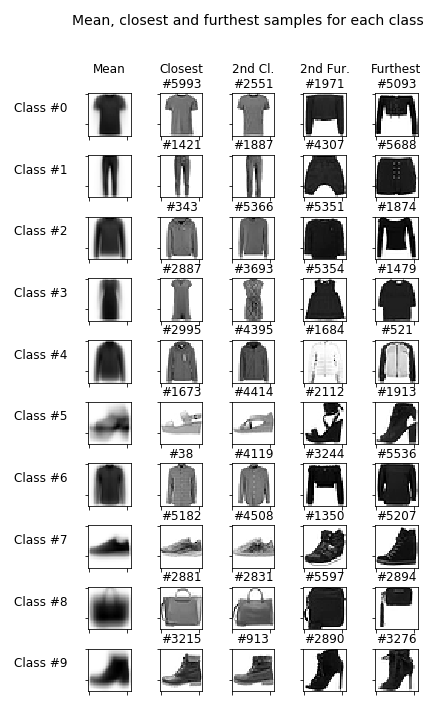 Mean, closest and furthest samples for each class
Mean Closest 2nd Cl. 2nd Fur. Furthest
#5993 #2551 #1971 #5093
Class #0
#1421 #1887 #4307 #5688
Class #1
#343 #5366 #5351 #1874
Class #2
#2887 #3693 #5354 #1479
Class #3
#2995 #4395 #1684 #521
Class #4
#1673 #4414 #2112 #1913
Class #5
#38 #4119 #3244 #5536
Class #6
#5182 #4508 #1350 #5207
Class #7
#2881 #2831 #5597 #2894
Class #8
#3215 #913 #2890 #3276
Class #9